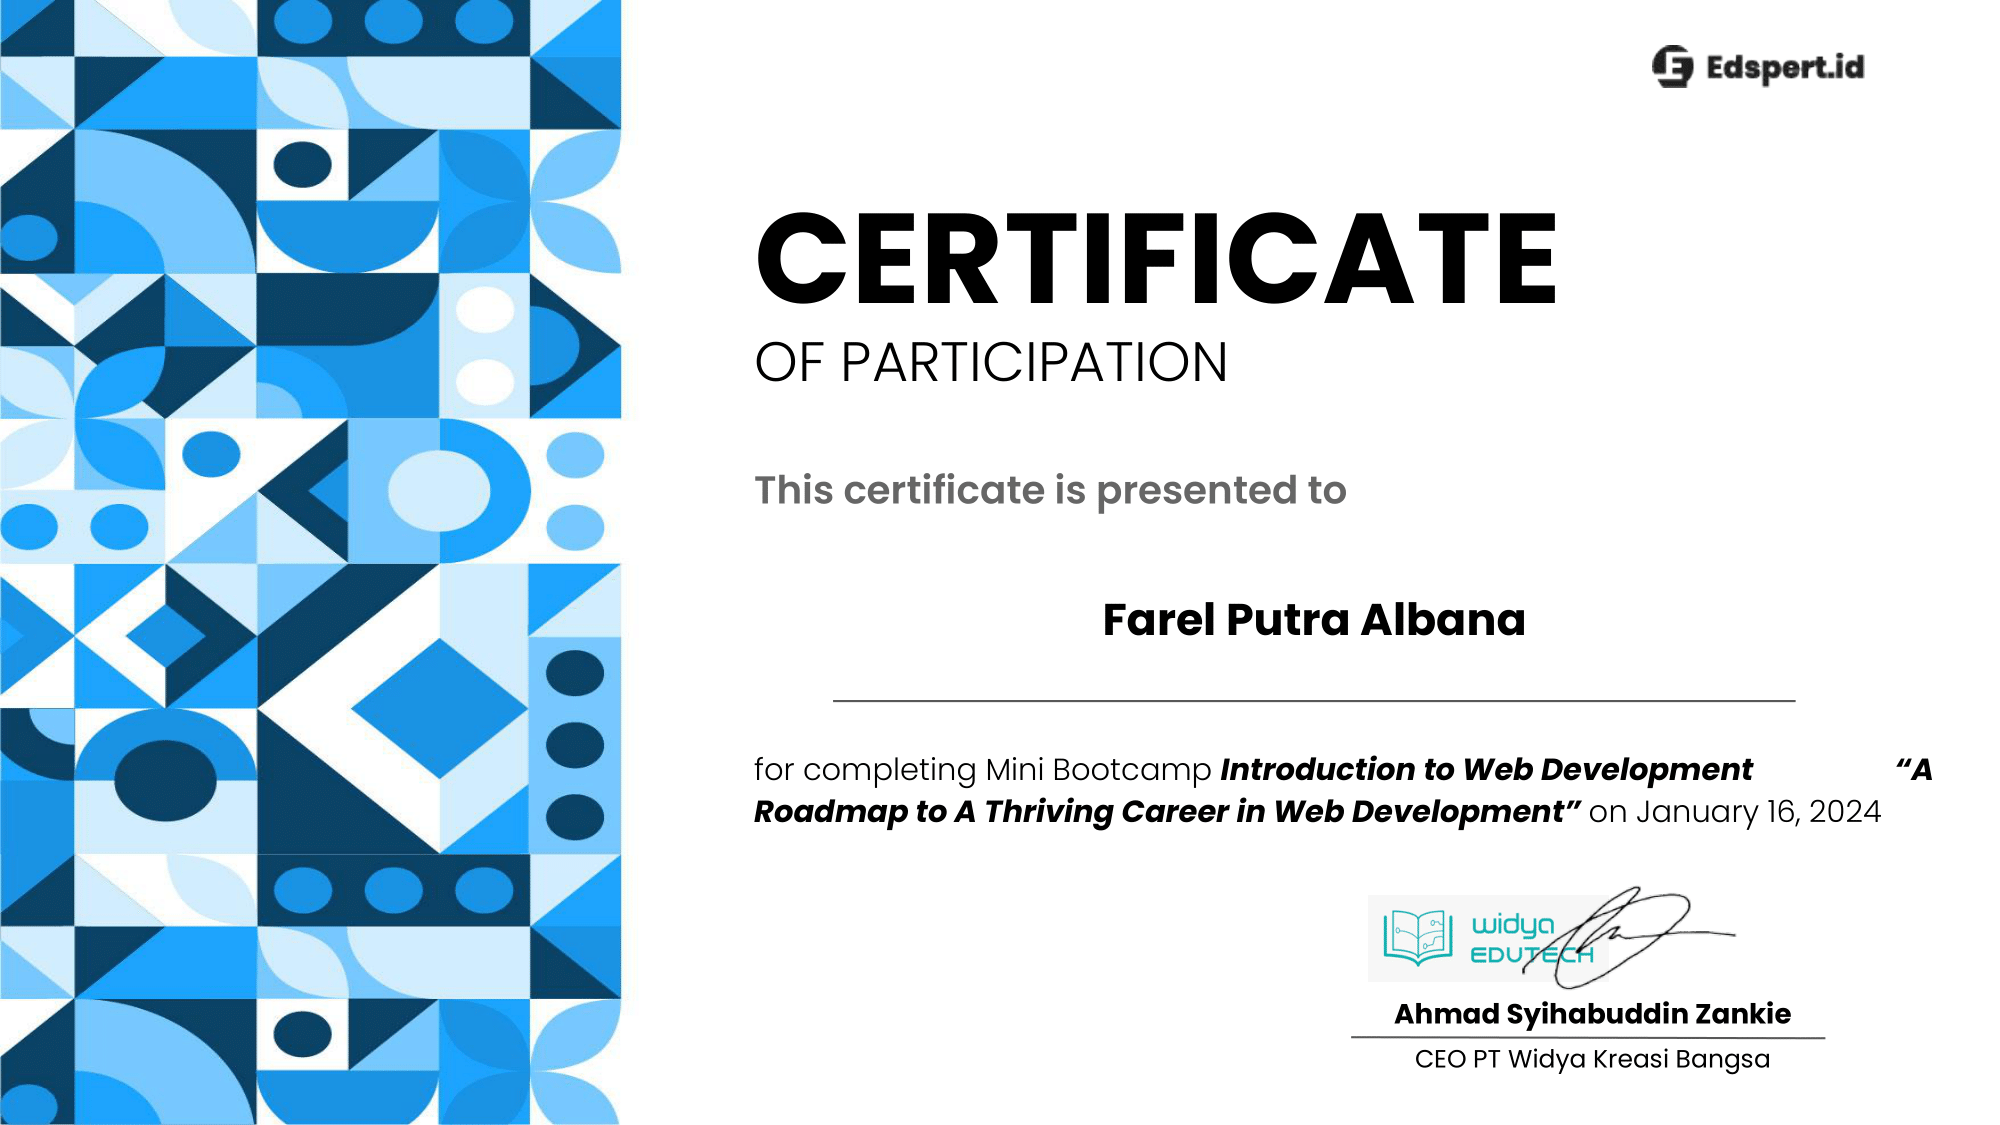 Edspert.id
CERTIFICATE
OF PARTICIPATION
This certificate is presented to
Farel Putra Albana
for completing Mini Bootcamp Introduction to Web Development “A
Roadmap to A Thriving Career in Web Development” on January 16, 2024
widya
EDUTECH
Ahmad Syihabuddin Zankie
CEO PT Widya Kreasi Bangsa